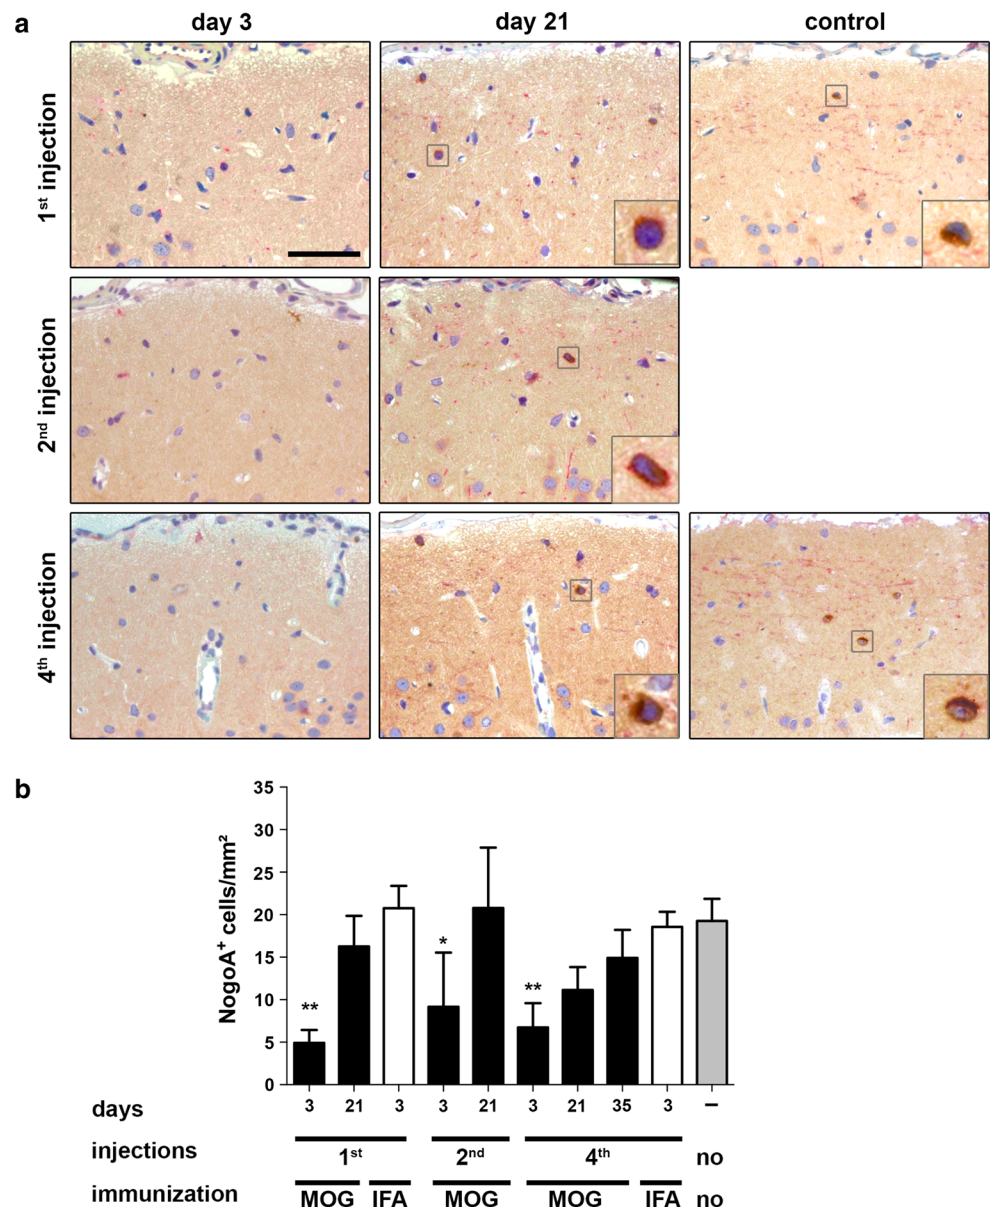 a
day 3 day 21 control
1st injection
2nd injection
4th injection
b
NogoA+ cells/mm²
35
30
25
20
15
10
5
0
** * **
days 3 21 3 3 21 3 21 35 3 –
injections 1st 2nd 4th no
immunization MOG IFA MOG MOG IFA no